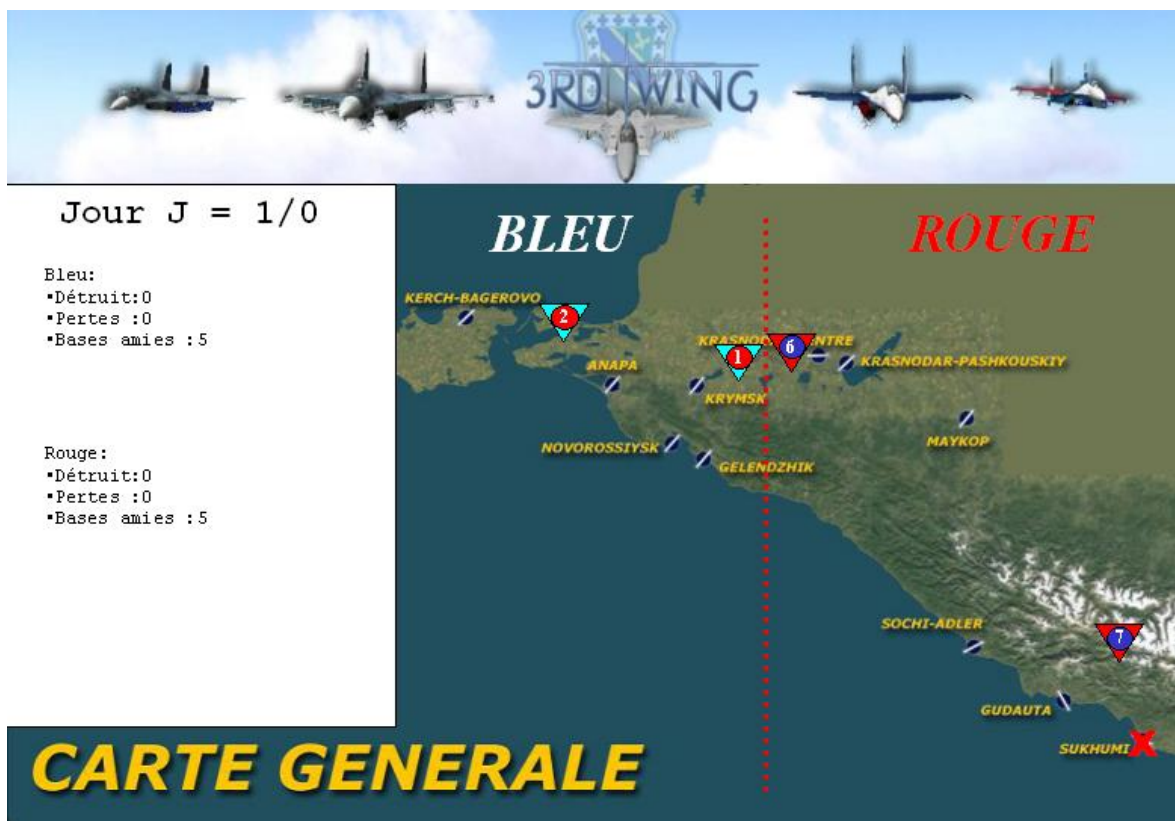 3RD WING
Jour J = 1/0
Bleu:
▪Détruit:0
▪Pertes :0
▪Bases amies :5
Rouge:
▪Détruit:0
▪Pertes :0
▪Bases amies :5
BLEU
ROUGE
KERCH-BAGEROVO
2
KRASNOD
NTRE
1
6
ANAPA
KRASNODAR-PASHKOUSKIY
KRYMSK
MAYKOP
NOVOROSSIYSK
GELENDZHIK
SOCHI-ADLER
7
GUDAUTA
SUKHUMI
CARTE GENERALE